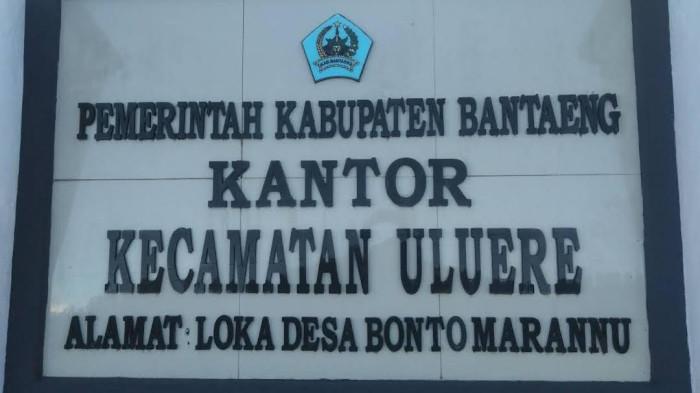 PEMERINTAH KABUPATEN BANTAENG
KANTOR
KECAMATAN ULUERE
ALAMAT : LOKA DESA BONTO MARANNU